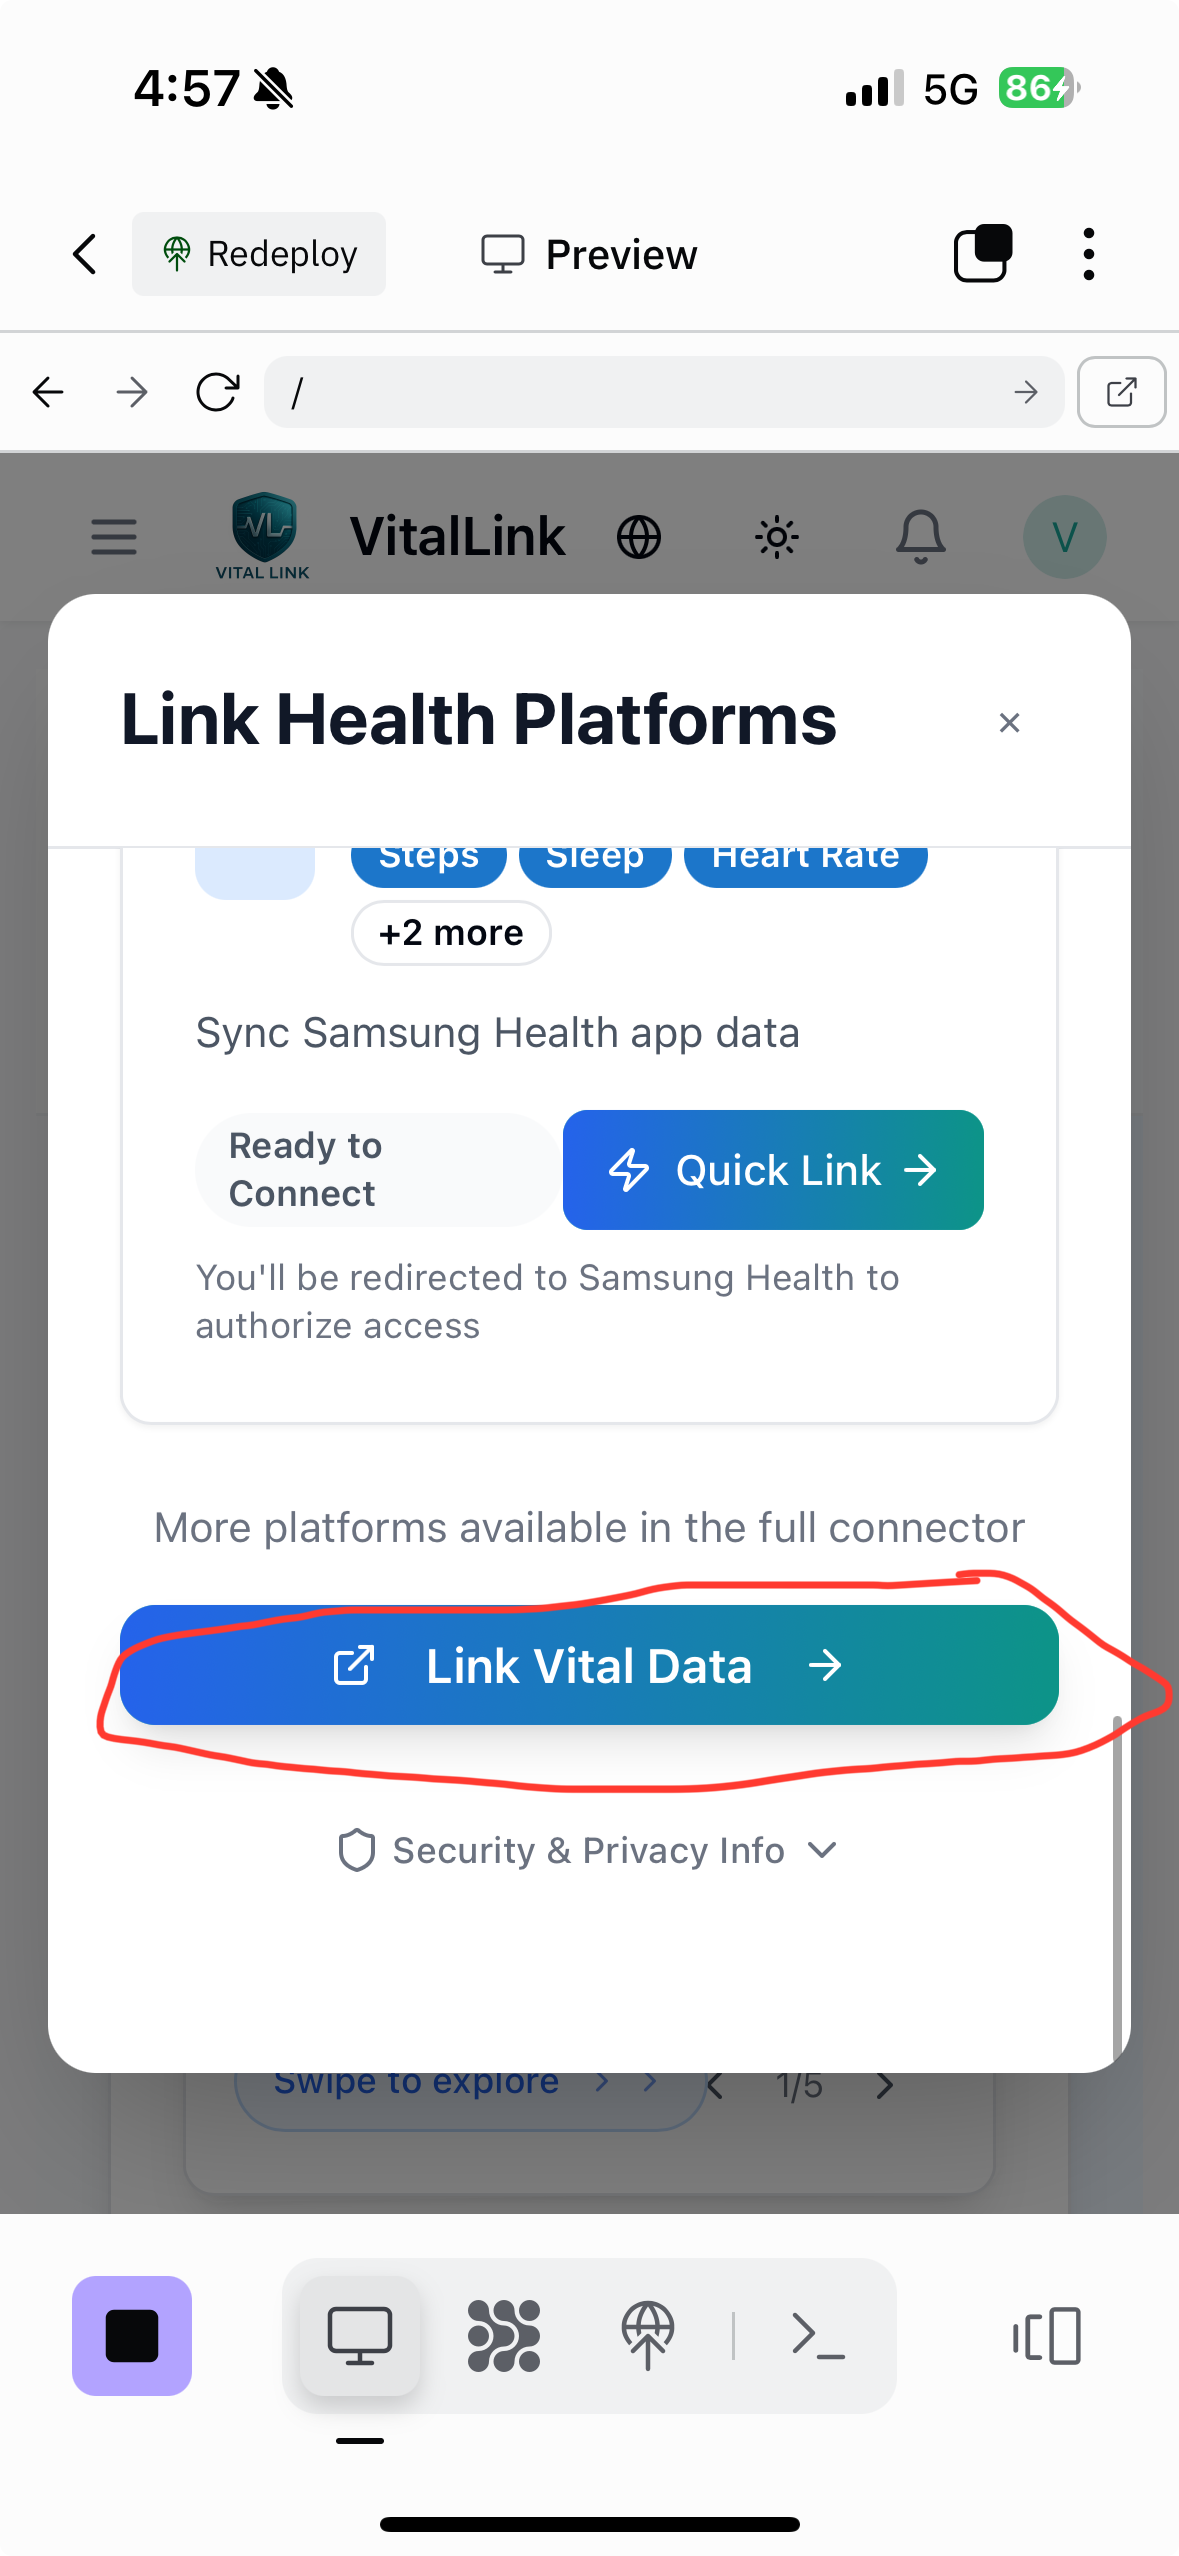 4:57 5G 86
Redeploy Preview
/
VL VITAL LINK VitalLink V
Link Health Platforms ×
Steps Sleep Heart Rate
+2 more
Sync Samsung Health app data
Ready to
Connect
Quick Link
You'll be redirected to Samsung Health to
authorize access
More platforms available in the full connector
Link Vital Data
Security & Privacy Info
Swipe to explore 1/5